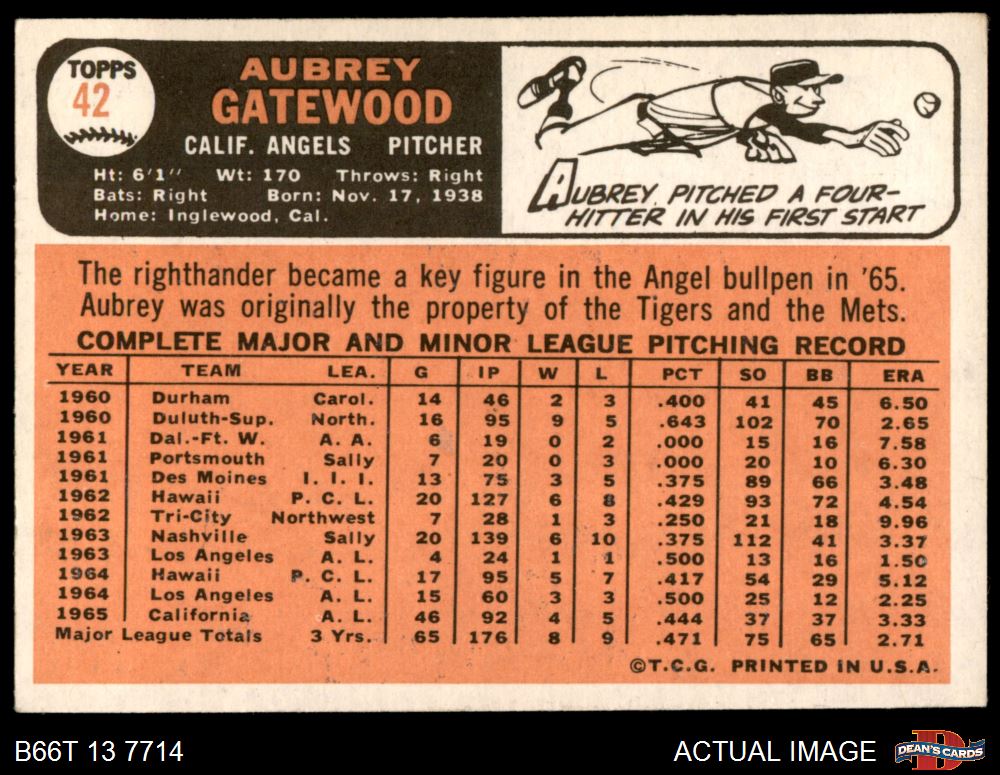 TOPPS
42
AUBREY
GATEWOOD
CALIF. ANGELS PITCHER
Ht: 6'1" Wt: 170 Throws: Right
Bats: Right Born: Nov. 17, 1938
Home: Inglewood, Cal.
AUBREY PITCHED A FOUR-
HITTER IN HIS FIRST START
The righthander became a key figure in the Angel bullpen in '65.
Aubrey was originally the property of the Tigers and the Mets.
COMPLETE MAJOR AND MINOR LEAGUE PITCHING RECORD
YEAR TEAM LEA. G IP W L PCT SO BB ERA
1960 Durham Carol. 14 46 2 3 .400 41 45 6.50
1960 Duluth-Sup. North. 16 95 9 5 .643 102 70 2.65
1961 Dal.-Ft. W. A. A. 6 19 0 2 .000 15 16 7.58
1961 Portsmouth Sally 7 20 0 3 .000 20 10 6.30
1961 Des Moines I. I. I. 13 75 3 5 .375 89 66 3.48
1962 Hawaii P. C. L. 20 127 6 8 .429 93 72 4.54
1962 Tri-City Northwest 7 28 1 3 .250 21 18 9.96
1963 Nashville Sally 20 139 6 10 .375 112 41 3.37
1963 Los Angeles A. L. 4 24 1 1 .500 13 16 1.50
1964 Hawaii P. C. L. 17 95 5 7 .417 54 29 5.12
1964 Los Angeles A. L. 15 60 3 3 .500 25 12 2.25
1965 California A. L. 46 92 4 5 .444 37 37 3.33
Major League Totals 3 Yrs. 65 176 8 9 .471 75 65 2.71
©T.C.G. PRINTED IN U.S.A.
B66T 13 7714 ACTUAL IMAGE DEAN'S CARDS